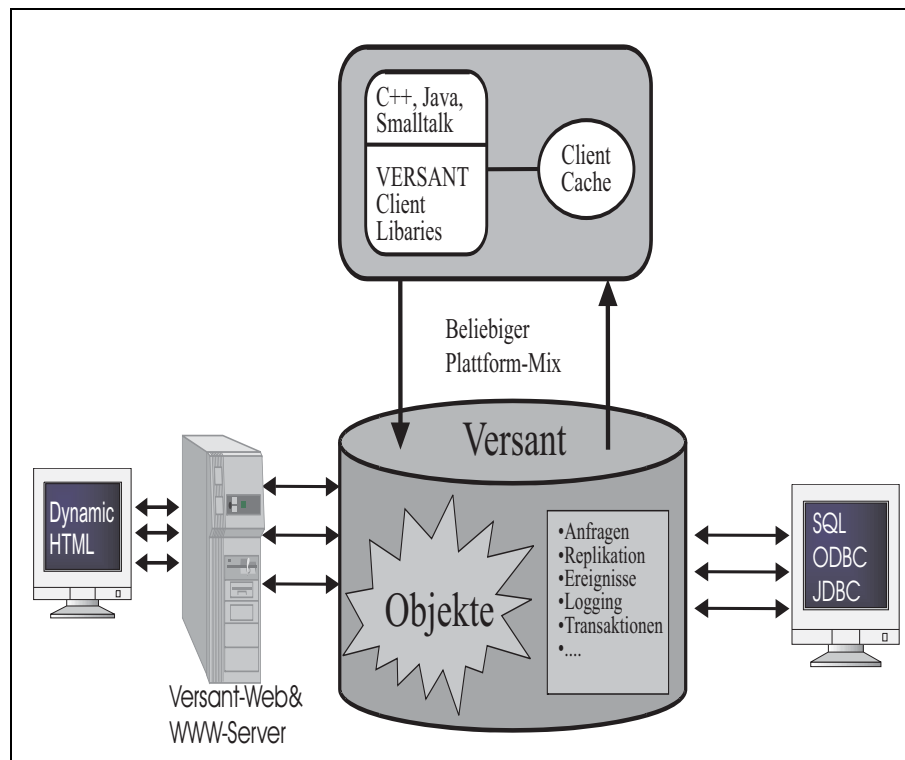 C++, Java,
Smalltalk
VERSANT
Client
Libaries
Client
Cache
Beliebiger
Plattform-Mix
Versant
Dynamic
HTML
Objekte
•Anfragen
•Replikation
•Ereignisse
•Logging
•Transaktionen
•....
SQL
ODBC
JDBC
Versant-Web&
WWW-Server